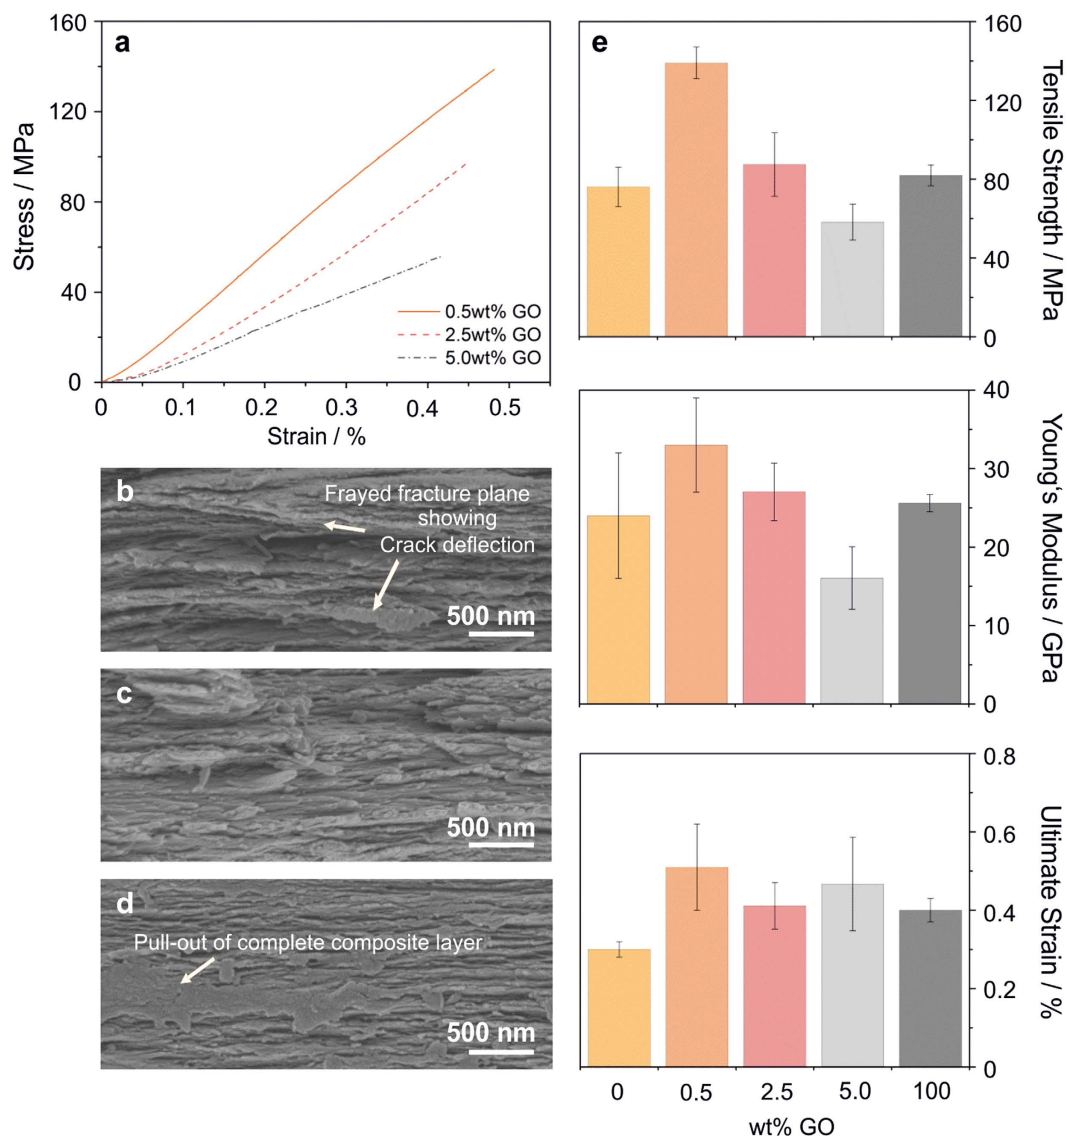 a
160
120
80
40
0
Stress / MPa
0.5wt% GO
2.5wt% GO
5.0wt% GO
0 0.1 0.2 0.3 0.4 0.5
Strain / %
b
Frayed fracture plane
showing
Crack deflection
500 nm
c
500 nm
d
Pull-out of complete composite layer
500 nm
e
160
120
80
40
0
Tensile Strength / MPa
40
30
20
10
0
Young‘s Modulus / GPa
0.8
0.6
0.4
0.2
0
Ultimate Strain / %
0 0.5 2.5 5.0 100
wt% GO